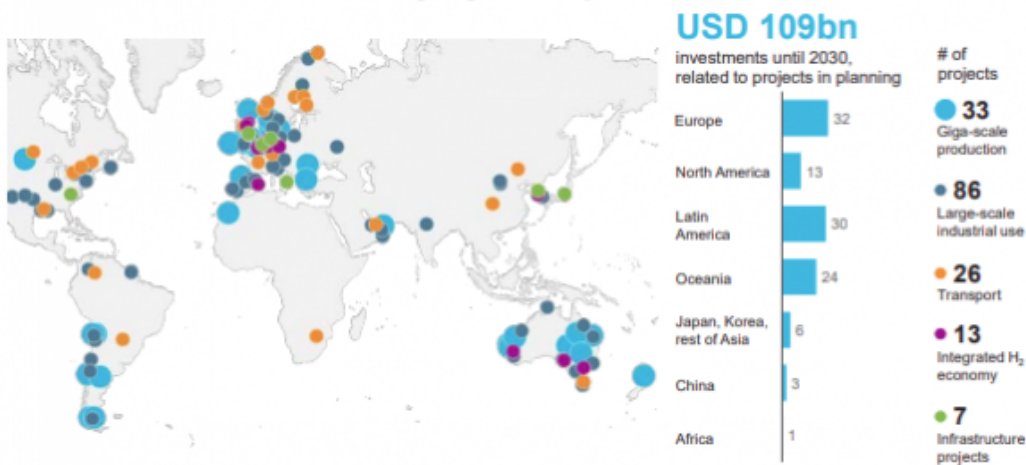 USD 109bn
investments until 2030,
related to projects in planning
Europe
32
North America
13
Latin
America
30
Oceania
24
Japan, Korea,
rest of Asia
6
China
3
Africa
1
# of
projects
33
Giga-scale
production
86
Large-scale
industrial use
26
Transport
13
Integrated H₂
economy
7
Infrastructure
projects